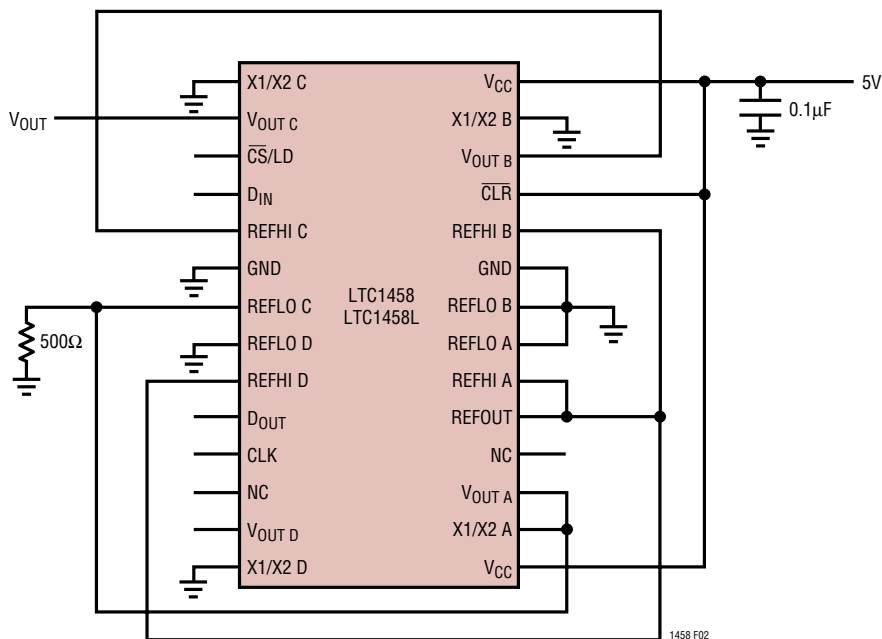 X1/X2 C
VOUT C
CS/LD
DIN
REFHI C
GND
REFLO C
REFLO D
REFHI D
DOUT
CLK
NC
VOUT D
X1/X2 D
LTC1458
LTC1458L
VCC
X1/X2 B
VOUT B
CLR
REFHI B
GND
REFLO B
REFLO A
REFHI A
REFOUT
NC
VOUT A
X1/X2 A
VCC
VOUT
500Ω
5V
0.1µF
1458 F02